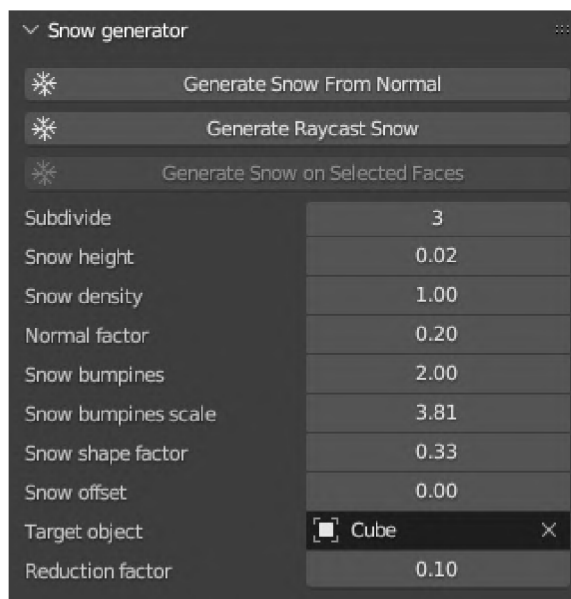 Snow generator
Generate Snow From Normal
Generate Raycast Snow
Generate Snow on Selected Faces
Subdivide 3
Snow height 0.02
Snow density 1.00
Normal factor 0.20
Snow bumpines 2.00
Snow bumpines scale 3.81
Snow shape factor 0.33
Snow offset 0.00
Target object Cube
Reduction factor 0.10